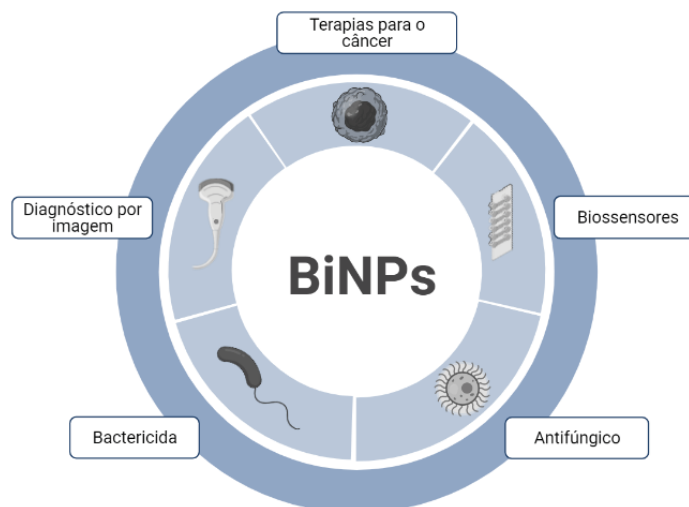 Terapias para o
câncer
Diagnóstico por
imagem
Biossensores
BiNPs
Bactericida
Antifúngico